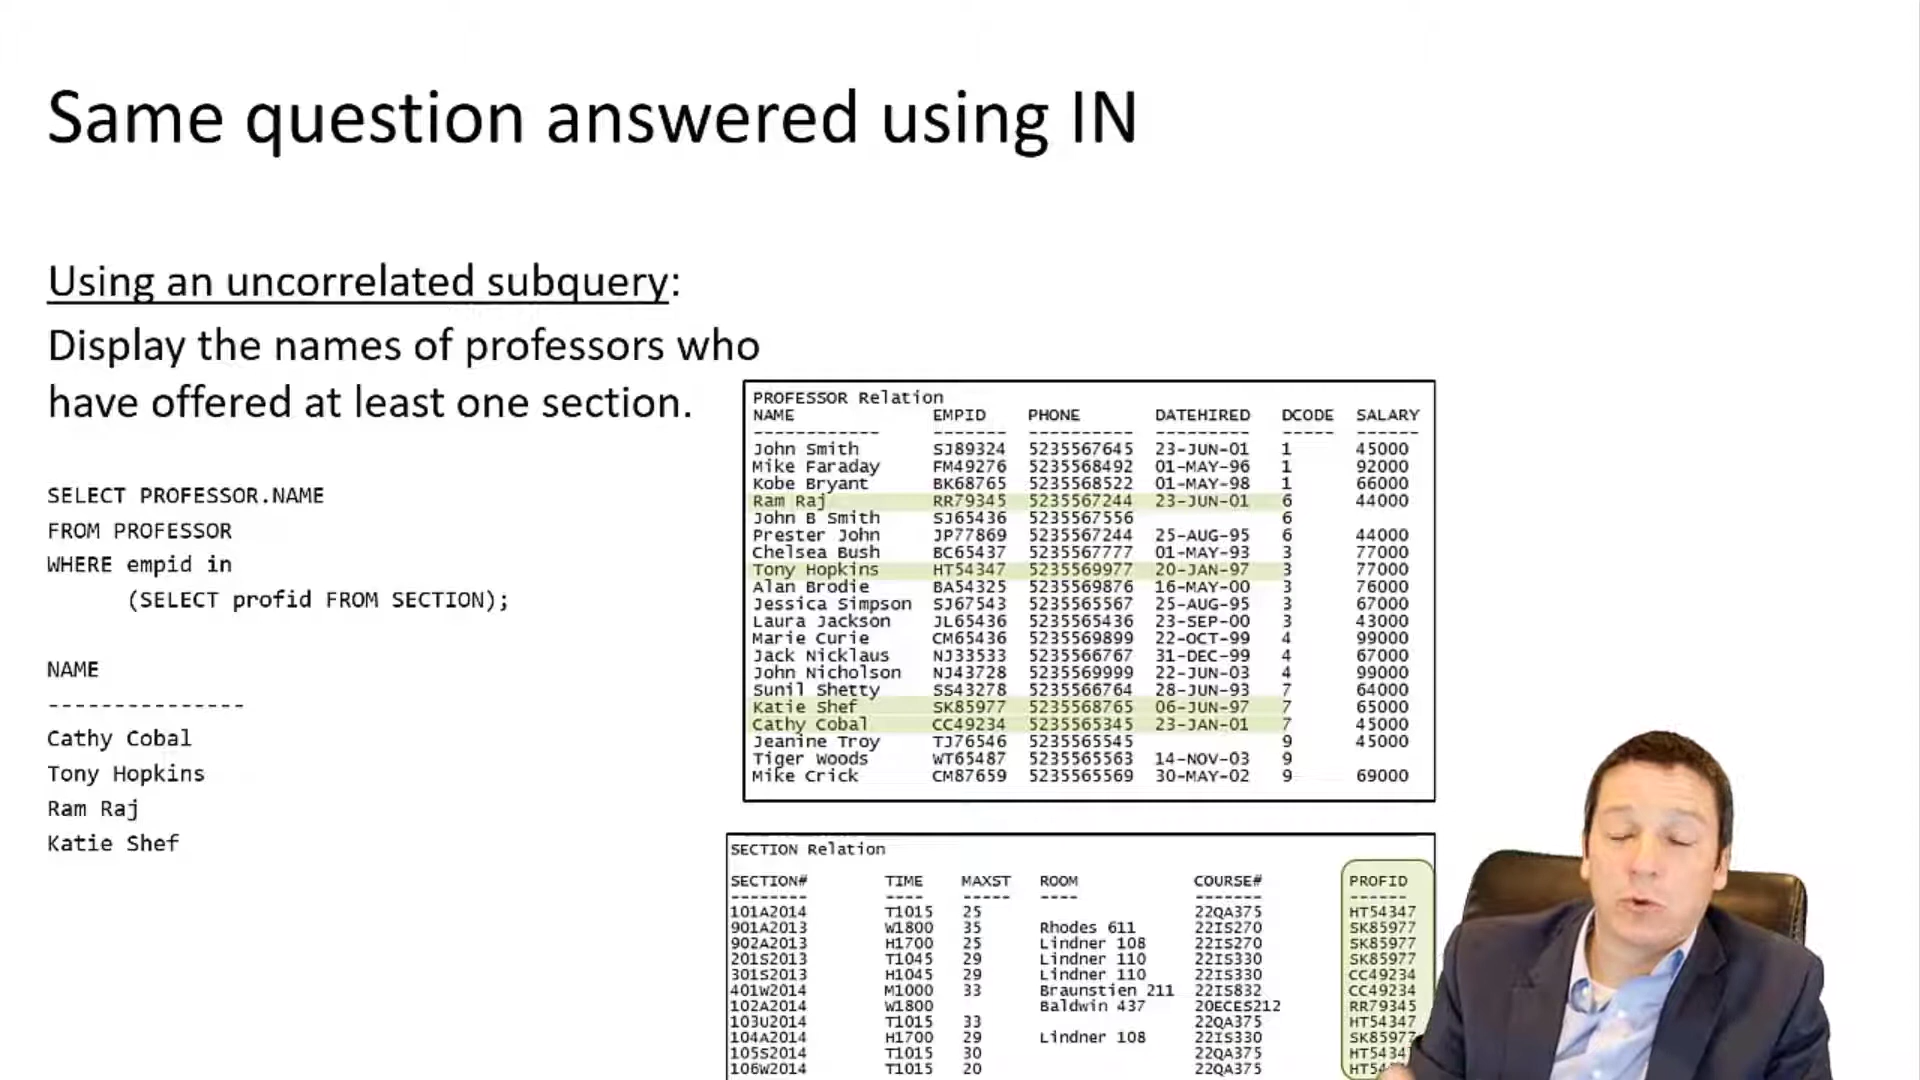 Same question answered using IN
Using an uncorrelated subquery:
Display the names of professors who
have offered at least one section.
SELECT PROFESSOR.NAME
FROM PROFESSOR
WHERE empid in
(SELECT profid FROM SECTION);
NAME
---------------
Cathy Cobal
Tony Hopkins
Ram Raj
Katie Shef
PROFESSOR Relation
NAME EMPID PHONE DATEHIRED DCODE SALARY
------------ ------- ---------- --------- ----- ------
John Smith SJ89324 5235567645 23-JUN-01 1 45000
Mike Faraday FM49276 5235568492 01-MAY-96 1 92000
Kobe Bryant BK68765 5235568522 01-MAY-98 1 66000
Ram Raj RR79345 5235567244 23-JUN-01 6 44000
John B Smith SJ65436 5235567556 6
Prester John JP77869 5235567244 25-AUG-95 6 44000
Chelsea Bush BC65437 5235567777 01-MAY-93 3 77000
Tony Hopkins HT54347 5235569977 20-JAN-97 3 77000
Alan Brodie BA54325 5235569876 16-MAY-00 3 76000
Jessica Simpson SJ67543 5235565567 25-AUG-95 3 67000
Laura Jackson JL65436 5235565436 23-SEP-00 3 43000
Marie Curie CM65436 5235569899 22-OCT-99 4 99000
Jack Nicklaus NJ33533 5235566767 31-DEC-99 4 67000
John Nicholson NJ43728 5235569999 22-JUN-03 4 99000
Sunil Shetty SS43278 5235566764 28-JUN-93 7 64000
Katie Shef SK85977 5235568765 06-JUN-97 7 65000
Cathy Cobal CC49234 5235565345 23-JAN-01 7 45000
Jeanine Troy TJ76546 5235565545 9 45000
Tiger Woods WT65487 5235565563 14-NOV-03 9
Mike Crick CM87659 5235565569 30-MAY-02 9 69000
SECTION Relation
SECTION# TIME MAXST ROOM COURSE# PROFID
-------- ---- ----- ---- ------- ------
101A2014 T1015 25 22QA375 HT54347
901A2013 W1800 35 Rhodes 611 22IS270 SK85977
902A2013 H1700 25 Lindner 108 22IS270 SK85977
201S2013 T1045 29 Lindner 110 22IS330 SK85977
301S2013 H1045 29 Lindner 110 22IS330 CC49234
401W2014 M1000 33 Braunstien 211 22IS832 CC49234
102A2014 W1800 Baldwin 437 20ECES212 RR79345
103U2014 T1015 33 22QA375 HT54347
104A2014 H1700 29 Lindner 108 22IS330 SK85977
105S2014 T1015 30 22QA375
106W2014 T1015 20 22QA375